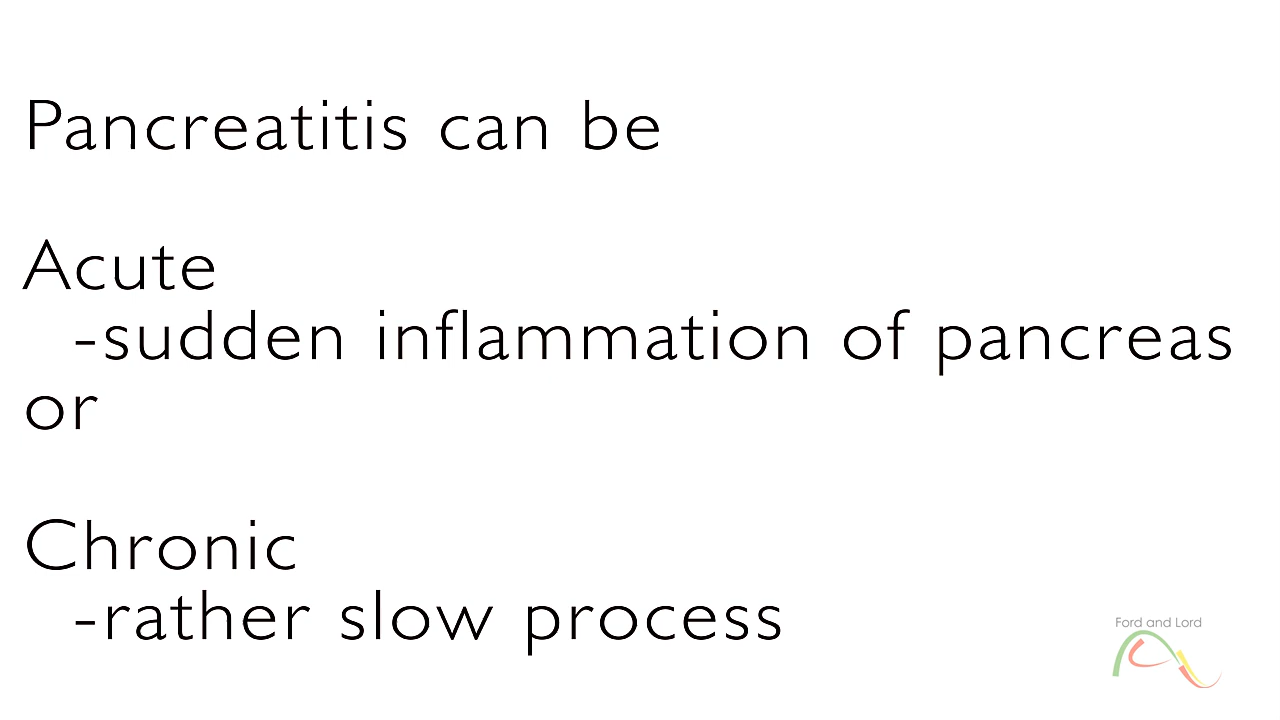 Pancreatitis can be
Acute
-sudden inflammation of pancreas
or
Chronic
-rather slow process
Ford and Lord